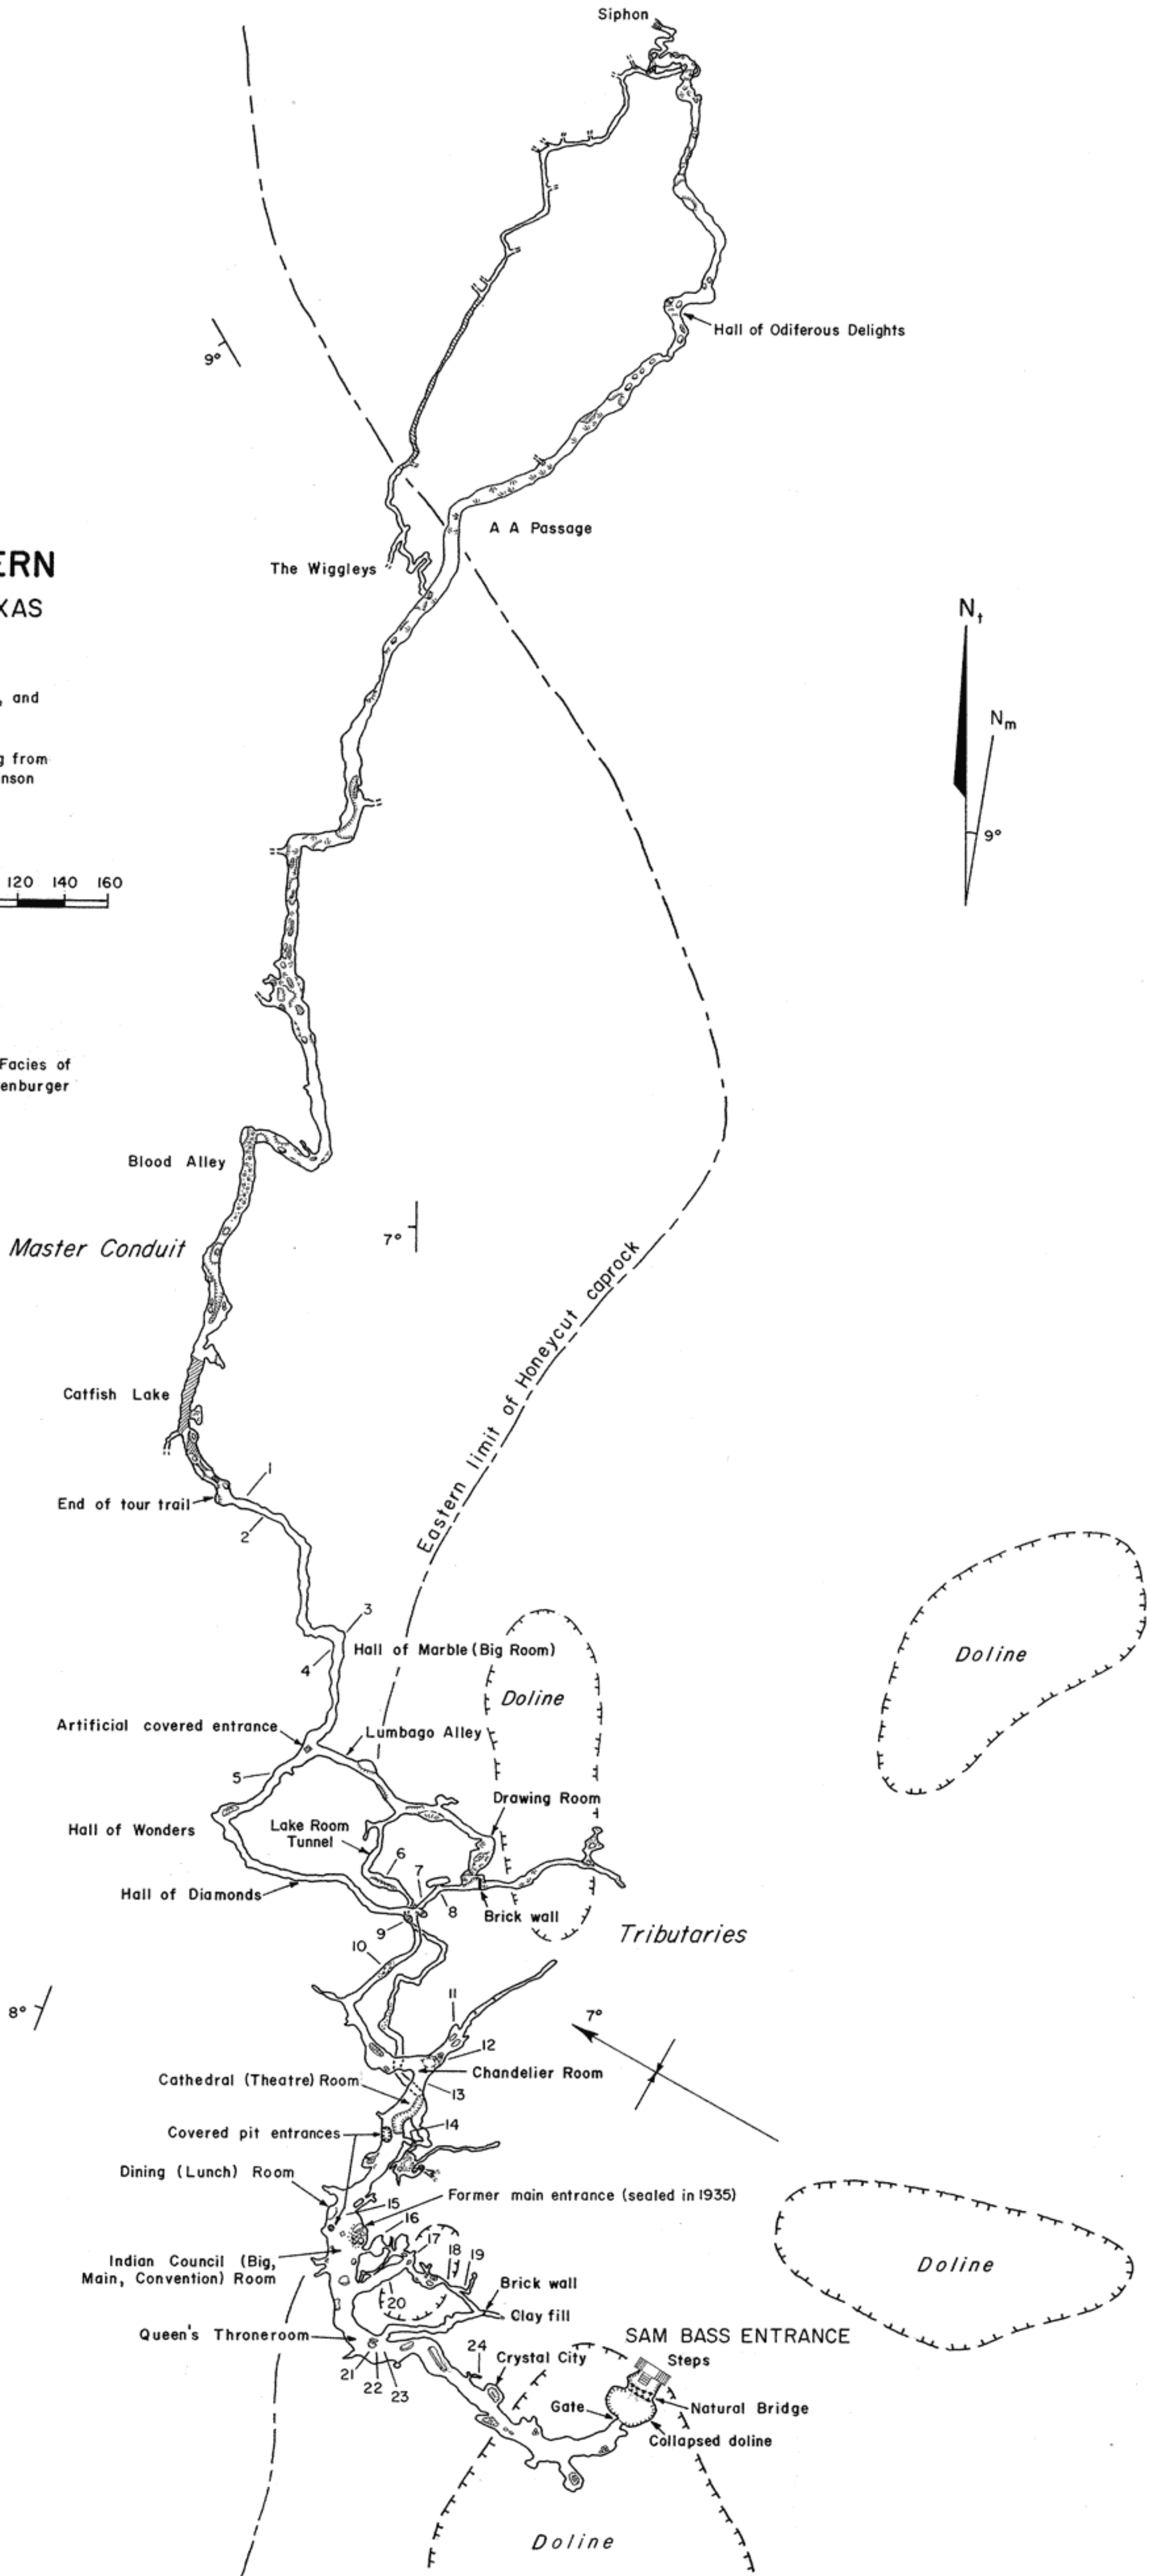 Siphon
9°
Hall of Odiferous Delights
ERN
A A Passage
The Wiggleys
XAS
Nt
, and
Nm
g from
nson
9°
120 140 160
Facies of
enburger
Blood Alley
7°
Master Conduit
Eastern limit of Honeycut caprock
Catfish Lake
1
End of tour trail
2
3
Hall of Marble (Big Room)
4
Doline
Doline
Artificial covered entrance
Lumbago Alley
5
Drawing Room
Hall of Wonders
Lake Room
Tunnel
6
7
Hall of Diamonds
8
Brick wall
9
Tributaries
10
11
8°
7°
12
Chandelier Room
Cathedral (Theatre) Room
13
14
Covered pit entrances
Dining (Lunch) Room
15
Former main entrance (sealed in 1935)
16
17
18
19
Indian Council (Big,
Main, Convention) Room
Doline
Brick wall
20
Clay fill
Queen's Throneroom
SAM BASS ENTRANCE
24
Crystal City
Steps
21
22
23
Gate
Natural Bridge
Collapsed doline
Doline